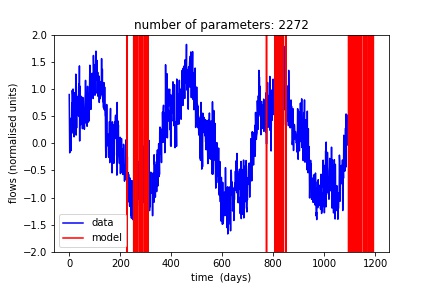 number of parameters: 2272
flows (normalised units)
2.0
1.5
1.0
0.5
0.0
−0.5
−1.0
−1.5
−2.0
data
model
0 200 400 600 800 1000 1200
time (days)